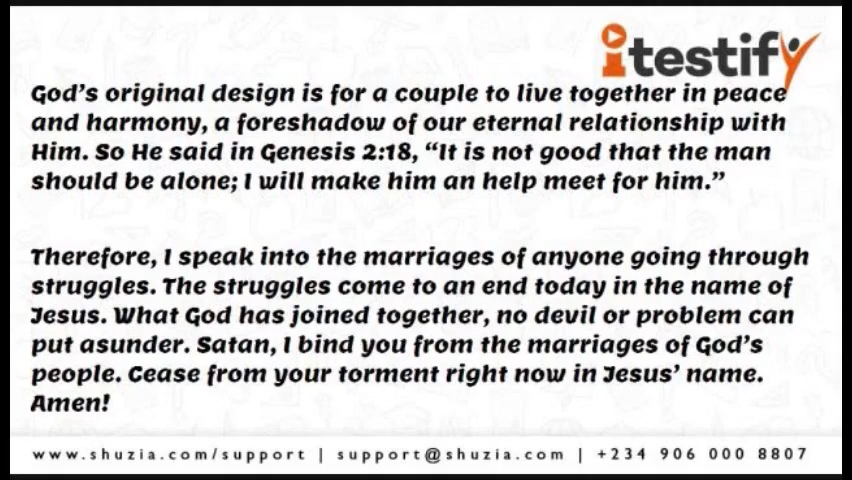 itestify
God's original design is for a couple to live together in peace
and harmony, a foreshadow of our eternal relationship with
Him. So He said in Genesis 2:18, “It is not good that the man
should be alone; I will make him an help meet for him.”
Therefore, I speak into the marriages of anyone going through
struggles. The struggles come to an end today in the name of
Jesus. What God has joined together, no devil or problem can
put asunder. Satan, I bind you from the marriages of God's
people. Cease from your torment right now in Jesus' name.
Amen!
www.shuzia.com/support | support@shuzia.com | +234 906 000 8807